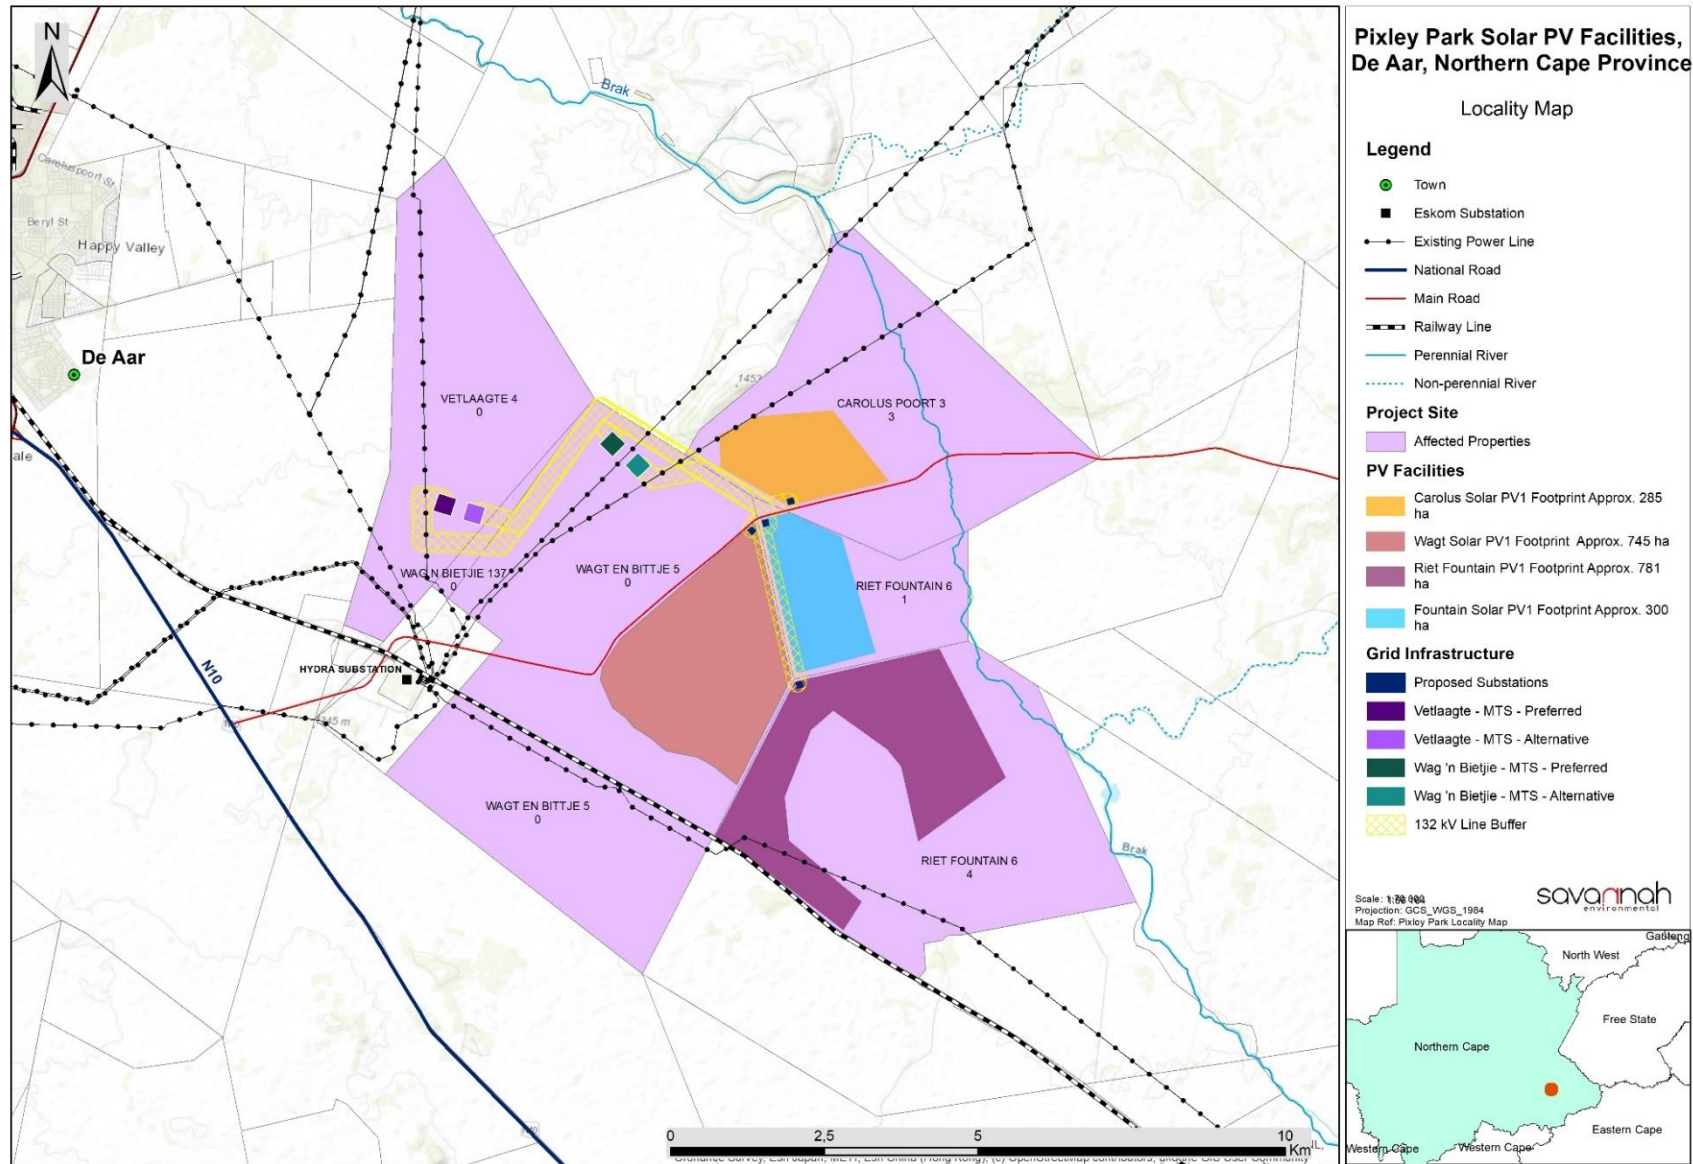 Pixley Park Solar PV Facilities,
De Aar, Northern Cape Province
Locality Map
Legend
Town
Eskom Substation
Existing Power Line
National Road
Main Road
Railway Line
Perennial River
Non-perennial River
Project Site
Affected Properties
PV Facilities
Carolus Solar PV1 Footprint Approx. 285
ha
Wagt Solar PV1 Footprint Approx. 745 ha
Riet Fountain PV1 Footprint Approx. 781
ha
Fountain Solar PV1 Footprint Approx. 300
ha
Grid Infrastructure
Proposed Substations
Vetlaagte - MTS - Preferred
Vetlaagte - MTS - Alternative
Wag 'n Bietjie - MTS - Preferred
Wag 'n Bietjie - MTS - Alternative
132 kV Line Buffer
Scale:
Projection: GCS_WGS_1984
Map Ref: Pixley Park Locality Map
savannah
environmental
Gauteng
North West
Free State
Northern Cape
Eastern Cape
Western Cape
Western Cape
N
Brak
Caroluspoort St
Beryl St
Happy Valley
De Aar
ale
1453
VETLAAGTE 4
0
CAROLUS POORT 3
3
WAG N BIETJIE 137
0
WAGT EN BITTJE 5
0
RIET FOUNTAIN 6
1
HYDRA SUBSTATION
N10
WAGT EN BITTJE 5
0
RIET FOUNTAIN 6
4
Brak
0
2,5
5
10
Km